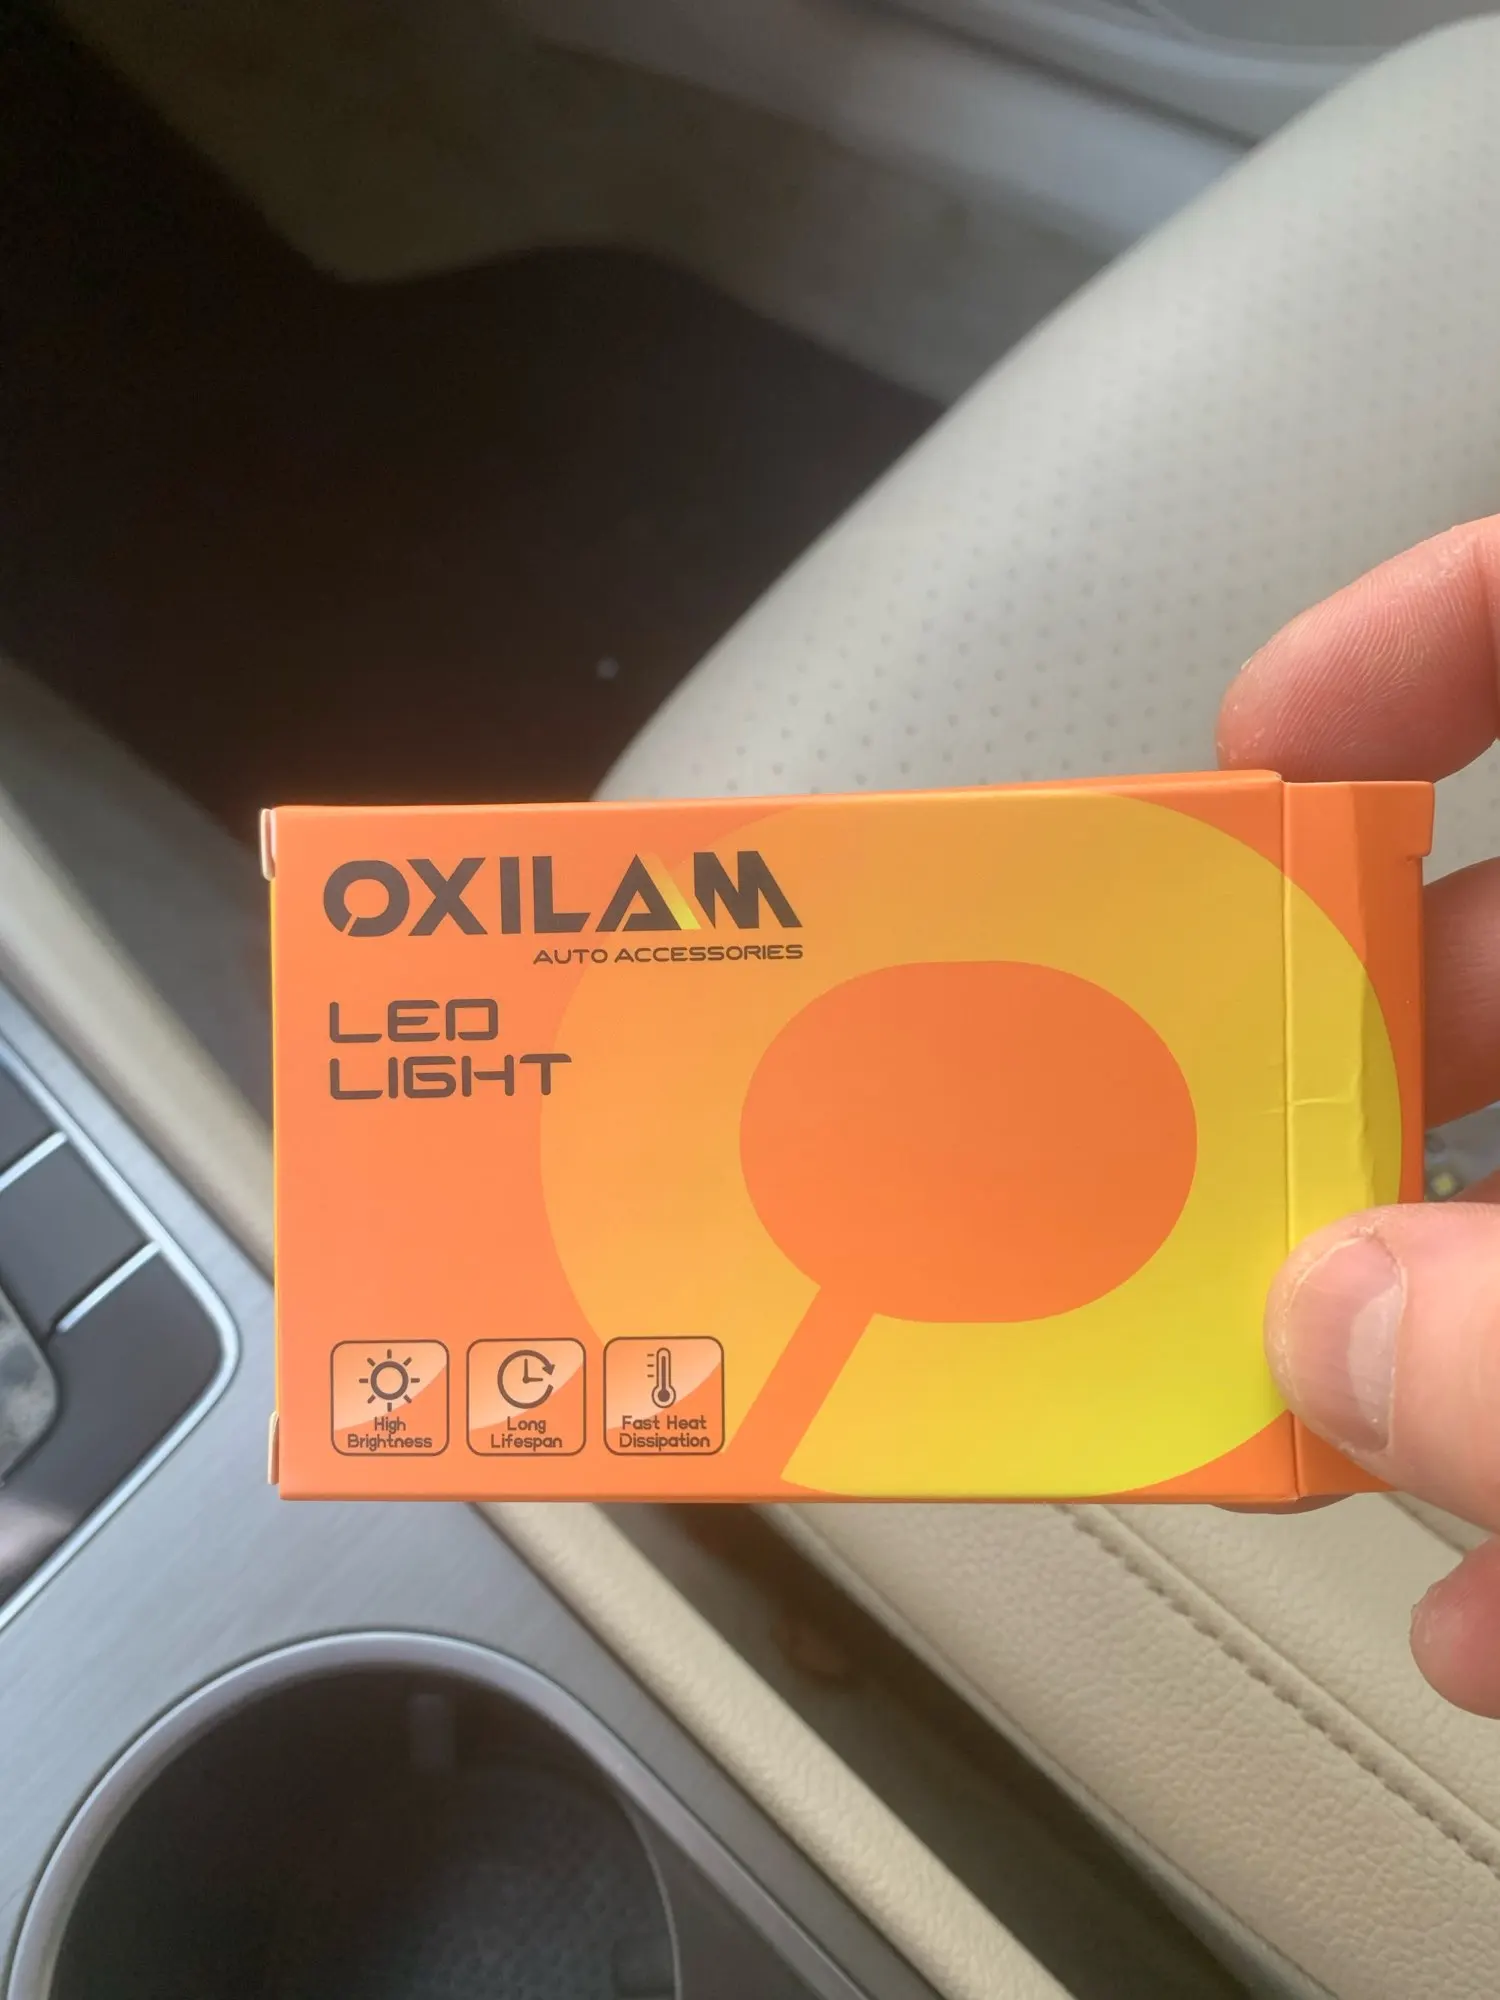 OXILAM
AUTO ACCESSORIES
LED
LIGHT
High
Brightness
Long
Lifespan
Fast Heat
Dissipation